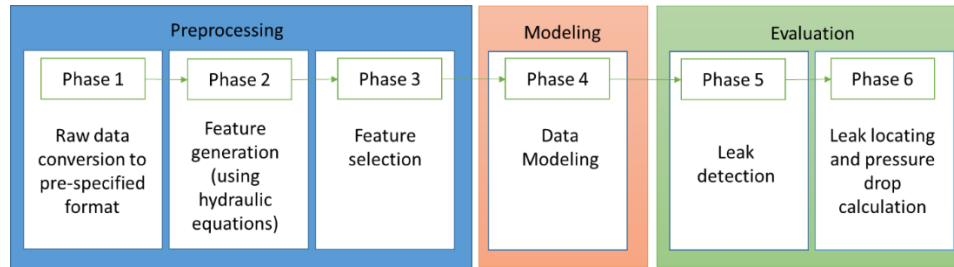 Preprocessing
Phase 1
Raw data
conversion to
pre-specified
format
Phase 2
Feature
generation
(using
hydraulic
equations)
Phase 3
Feature
selection
Modeling
Phase 4
Data
Modeling
Evaluation
Phase 5
Leak
detection
Phase 6
Leak locating
and pressure
drop
calculation